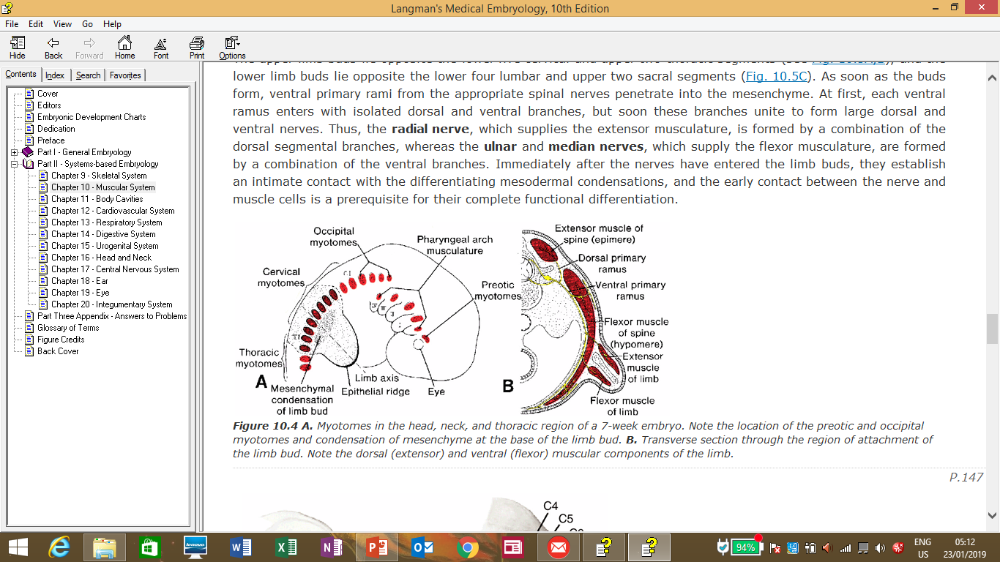 Langman's Medical Embryology, 10th Edition
File Edit View Go Help
Hide Back Forward Home Font Print Options
Contents Index Search Favorites
Cover
Editors
Embryonic Development Charts
Dedication
Preface
Part I - General Embryology
Part II - Systems-based Embryology
Chapter 9 - Skeletal System
Chapter 10 - Muscular System
Chapter 11 - Body Cavities
Chapter 12 - Cardiovascular System
Chapter 13 - Respiratory System
Chapter 14 - Digestive System
Chapter 15 - Urogenital System
Chapter 16 - Head and Neck
Chapter 17 - Central Nervous System
Chapter 18 - Ear
Chapter 19 - Eye
Chapter 20 - Integumentary System
Part Three Appendix - Answers to Problems
Glossary of Terms
Figure Credits
Back Cover
lower limb buds lie opposite the lower four lumbar and upper two sacral segments (Fig. 10.5C). As soon as the buds
form, ventral primary rami from the appropriate spinal nerves penetrate into the mesenchyme. At first, each ventral
ramus enters with isolated dorsal and ventral branches, but soon these branches unite to form large dorsal and
ventral nerves. Thus, the radial nerve, which supplies the extensor musculature, is formed by a combination of the
dorsal segmental branches, whereas the ulnar and median nerves, which supply the flexor musculature, are formed
by a combination of the ventral branches. Immediately after the nerves have entered the limb buds, they establish
an intimate contact with the differentiating mesodermal condensations, and the early contact between the nerve and
muscle cells is a prerequisite for their complete functional differentiation.
Occipital
myotomes
Pharyngeal arch
musculature
Cervical
myotomes
C1
Preotic
myotomes
T1
Thoracic
myotomes
A
Limb axis
Mesenchymal
condensation
of limb bud
Epithelial ridge
Eye
Extensor muscle of
spine (epimere)
Dorsal primary
ramus
Ventral primary
ramus
Flexor muscle
of spine
(hypomere)
Extensor
muscle
of limb
B
Flexor muscle
of limb
Figure 10.4 A. Myotomes in the head, neck, and thoracic region of a 7-week embryo. Note the location of the preotic and occipital
myotomes and condensation of mesenchyme at the base of the limb bud. B. Transverse section through the region of attachment of
the limb bud. Note the dorsal (extensor) and ventral (flexor) muscular components of the limb.
P.147
C4
C5
lenovo
94%
ENG
US
05:12
23/01/2019